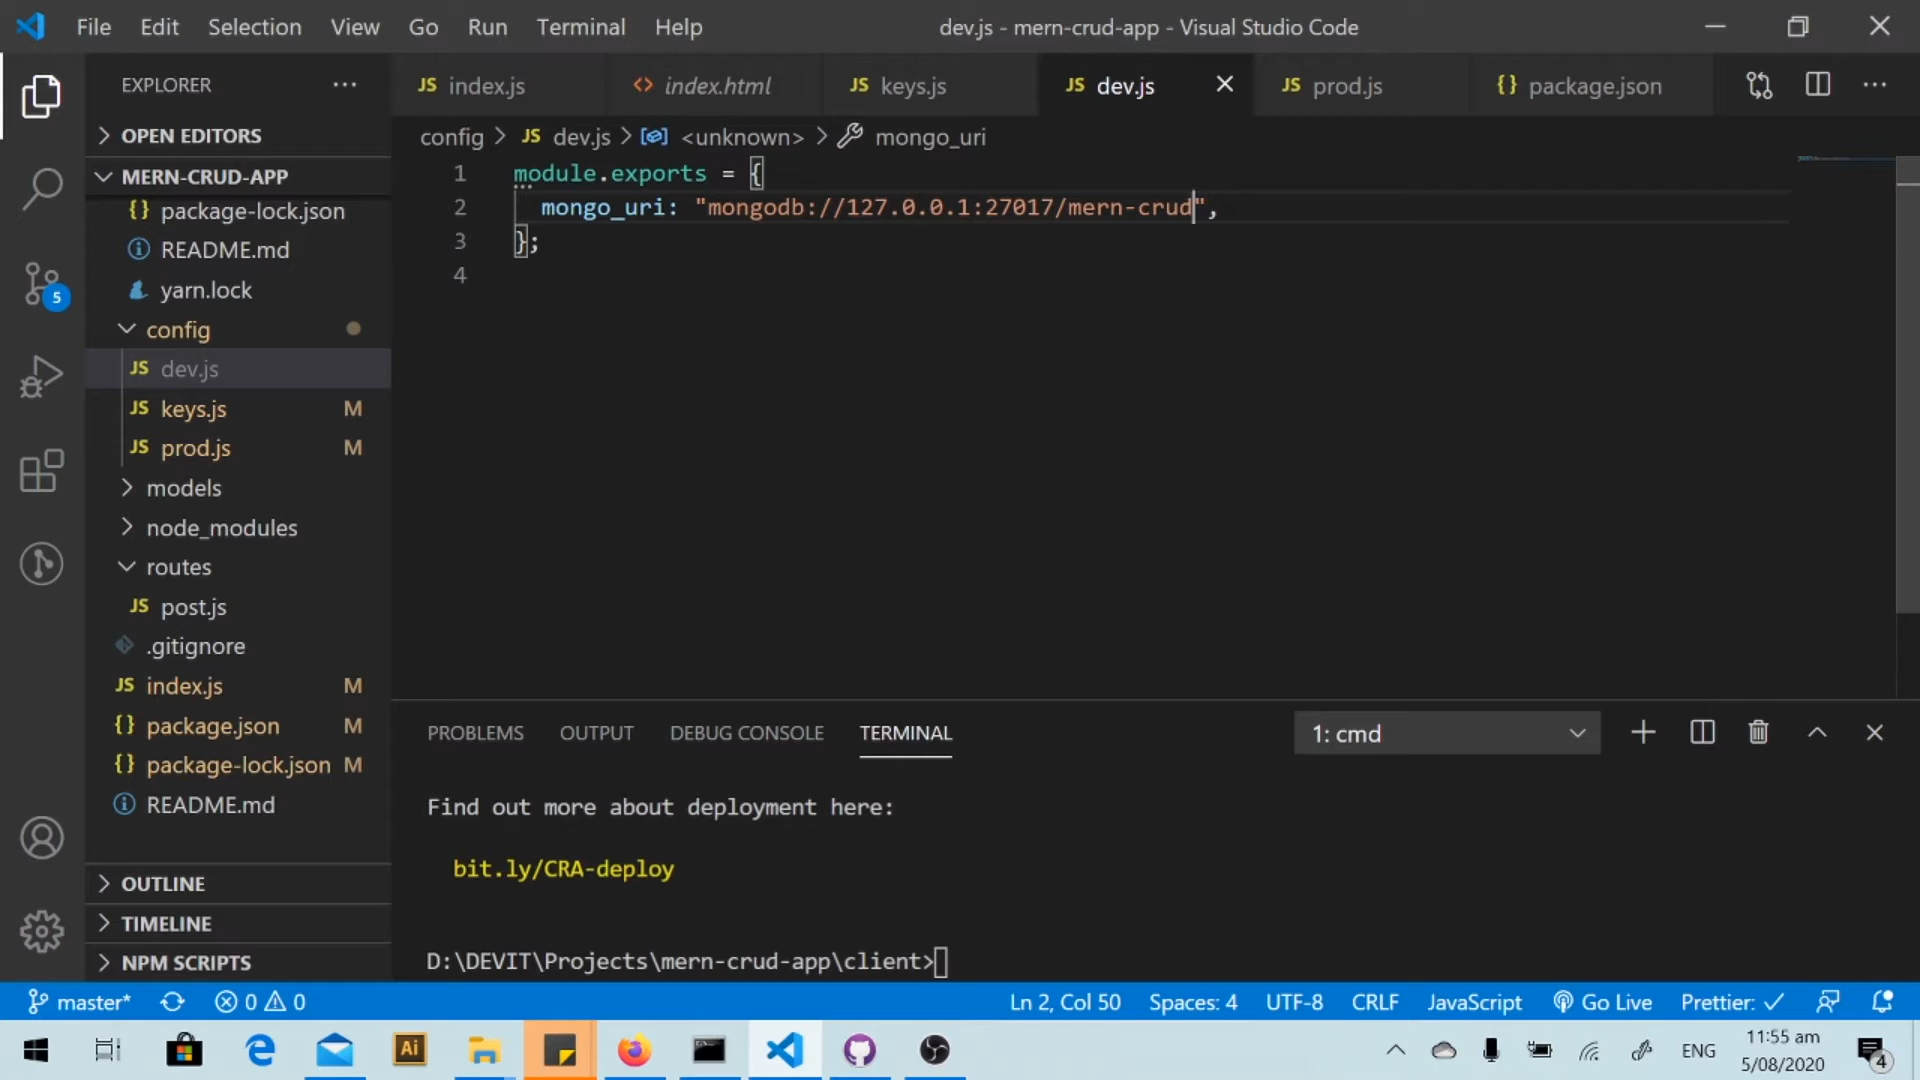 File Edit Selection View Go Run Terminal Help dev.js - mern-crud-app - Visual Studio Code
EXPLORER
JS index.js <> index.html JS keys.js JS dev.js JS prod.js {} package.json
OPEN EDITORS
config > JS dev.js > <unknown> > mongo_uri
MERN-CRUD-APP
{} package-lock.json
README.md
yarn.lock
config
JS dev.js
JS keys.js M
JS prod.js M
models
node_modules
routes
JS post.js
.gitignore
JS index.js M
{} package.json M
{} package-lock.json M
README.md
OUTLINE
TIMELINE
NPM SCRIPTS
5
1 module.exports = {
2 mongo_uri: "mongodb://127.0.0.1:27017/mern-crud",
3 };
4
PROBLEMS OUTPUT DEBUG CONSOLE TERMINAL 1: cmd
Find out more about deployment here:
bit.ly/CRA-deploy
D:\DEVIT\Projects\mern-crud-app\client>
master* 0 0 Ln 2, Col 50 Spaces: 4 UTF-8 CRLF JavaScript Go Live Prettier: ✓
Ai
ENG
11:55 am
5/08/2020
4